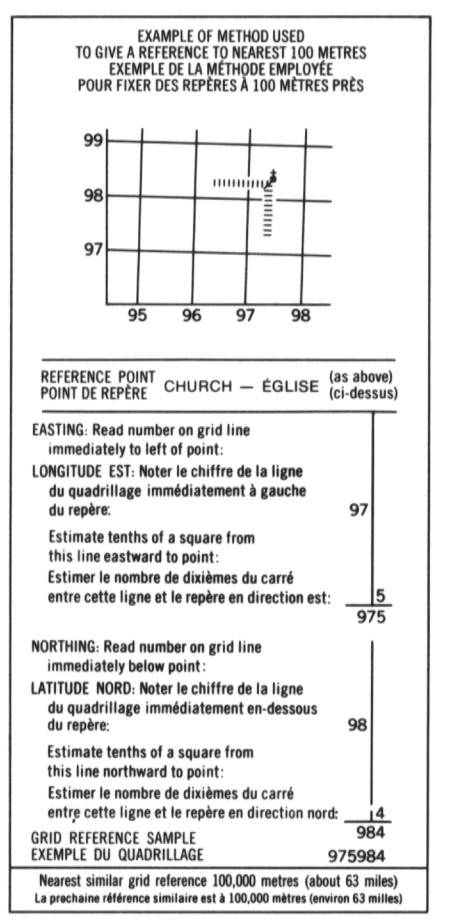 EXAMPLE OF METHOD USED
TO GIVE A REFERENCE TO NEAREST 100 METRES
EXEMPLE DE LA MÉTHODE EMPLOYÉE
POUR FIXER DES REPÈRES À 100 MÈTRES PRÈS
99
98
97
95 96 97 98
REFERENCE POINT
POINT DE REPÈRE
CHURCH — ÉGLISE
(as above)
(ci-dessus)
EASTING: Read number on grid line
immediately to left of point:
LONGITUDE EST: Noter le chiffre de la ligne
du quadrillage immédiatement à gauche
du repère: 97
Estimate tenths of a square from
this line eastward to point:
Estimer le nombre de dixièmes du carré
entre cette ligne et le repère en direction est: 5
975
NORTHING: Read number on grid line
immediately below point:
LATITUDE NORD: Noter le chiffre de la ligne
du quadrillage immédiatement en-dessous
du repère: 98
Estimate tenths of a square from
this line northward to point:
Estimer le nombre de dixièmes du carré
entre cette ligne et le repère en direction nord: 4
984
GRID REFERENCE SAMPLE
EXEMPLE DU QUADRILLAGE 975984
Nearest similar grid reference 100,000 metres (about 63 miles)
La prochaine référence similaire est à 100,000 mètres (environ 63 milles)